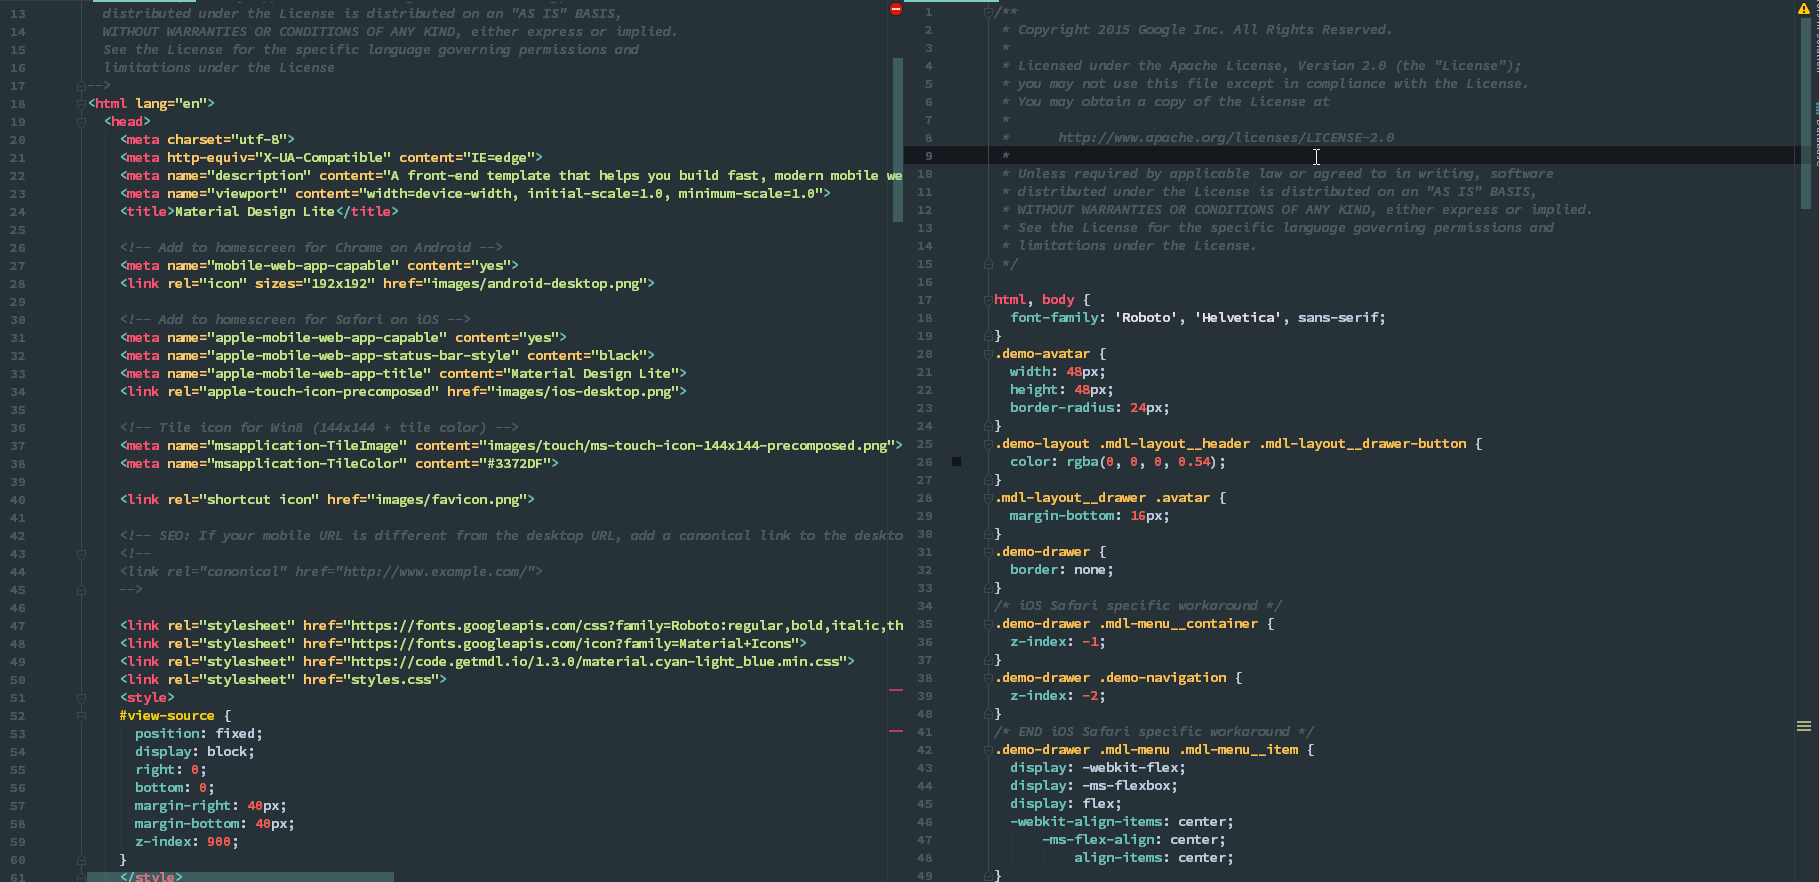 13 distributed under the License is distributed on an "AS IS" BASIS,
14 WITHOUT WARRANTIES OR CONDITIONS OF ANY KIND, either express or implied.
15 See the License for the specific language governing permissions and
16 limitations under the License
17 -->
18 <html lang="en">
19 <head>
20 <meta charset="utf-8">
21 <meta http-equiv="X-UA-Compatible" content="IE=edge">
22 <meta name="description" content="A front-end template that helps you build fast, modern mobile we
23 <meta name="viewport" content="width=device-width, initial-scale=1.0, minimum-scale=1.0">
24 <title>Material Design Lite</title>
25
26 <!-- Add to homescreen for Chrome on Android -->
27 <meta name="mobile-web-app-capable" content="yes">
28 <link rel="icon" sizes="192x192" href="images/android-desktop.png">
29
30 <!-- Add to homescreen for Safari on iOS -->
31 <meta name="apple-mobile-web-app-capable" content="yes">
32 <meta name="apple-mobile-web-app-status-bar-style" content="black">
33 <meta name="apple-mobile-web-app-title" content="Material Design Lite">
34 <link rel="apple-touch-icon-precomposed" href="images/ios-desktop.png">
35
36 <!-- Tile icon for Win8 (144x144 + tile color) -->
37 <meta name="msapplication-TileImage" content="images/touch/ms-touch-icon-144x144-precomposed.png">
38 <meta name="msapplication-TileColor" content="#3372DF">
39
40 <link rel="shortcut icon" href="images/favicon.png">
41
42 <!-- SEO: If your mobile URL is different from the desktop URL, add a canonical link to the deskto
43 <!--
44 <link rel="canonical" href="http://www.example.com/">
45 -->
46
47 <link rel="stylesheet" href="https://fonts.googleapis.com/css?family=Roboto:regular,bold,italic,th
48 <link rel="stylesheet" href="https://fonts.googleapis.com/icon?family=Material+Icons">
49 <link rel="stylesheet" href="https://code.getmdl.io/1.3.0/material.cyan-light_blue.min.css">
50 <link rel="stylesheet" href="styles.css">
51 <style>
52 #view-source {
53 position: fixed;
54 display: block;
55 right: 0;
56 bottom: 0;
57 margin-right: 40px;
58 margin-bottom: 40px;
59 z-index: 900;
60 }
61 </style>
1 /**
2 * Copyright 2015 Google Inc. All Rights Reserved.
3 *
4 * Licensed under the Apache License, Version 2.0 (the "License");
5 * you may not use this file except in compliance with the License.
6 * You may obtain a copy of the License at
7 *
8 * http://www.apache.org/licenses/LICENSE-2.0
9 *
10 * Unless required by applicable law or agreed to in writing, software
11 * distributed under the License is distributed on an "AS IS" BASIS,
12 * WITHOUT WARRANTIES OR CONDITIONS OF ANY KIND, either express or implied.
13 * See the License for the specific language governing permissions and
14 * limitations under the License.
15 */
16
17 html, body {
18 font-family: 'Roboto', 'Helvetica', sans-serif;
19 }
20 .demo-avatar {
21 width: 48px;
22 height: 48px;
23 border-radius: 24px;
24 }
25 .demo-layout .mdl-layout__header .mdl-layout__drawer-button {
26 color: rgba(0, 0, 0, 0.54);
27 }
28 .mdl-layout__drawer .avatar {
29 margin-bottom: 16px;
30 }
31 .demo-drawer {
32 border: none;
33 }
34 /* iOS Safari specific workaround */
35 .demo-drawer .mdl-menu__container {
36 z-index: -1;
37 }
38 .demo-drawer .demo-navigation {
39 z-index: -2;
40 }
41 /* END iOS Safari specific workaround */
42 .demo-drawer .mdl-menu .mdl-menu__item {
43 display: -webkit-flex;
44 display: -ms-flexbox;
45 display: flex;
46 -webkit-align-items: center;
47 -ms-flex-align: center;
48 align-items: center;
49 }